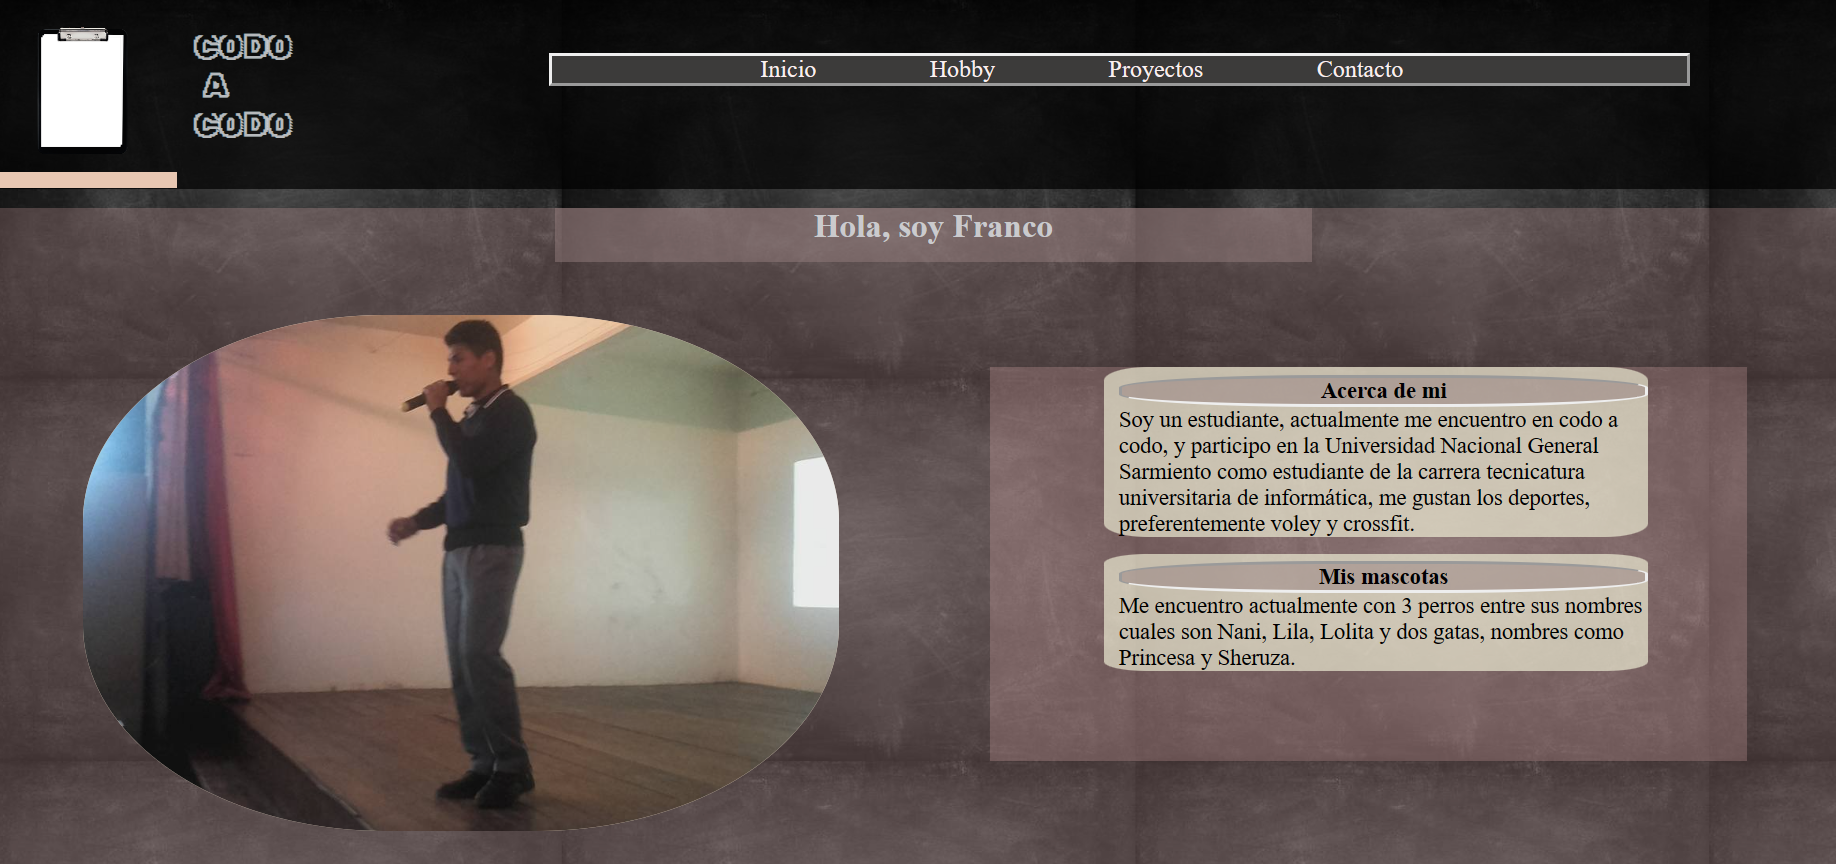 CODO
A
CODO
Inicio Hobby Proyectos Contacto
Hola, soy Franco
Acerca de mi
Soy un estudiante, actualmente me encuentro en codo a
codo, y participo en la Universidad Nacional General
Sarmiento como estudiante de la carrera tecnicatura
universitaria de informática, me gustan los deportes,
preferentemente voley y crossfit.
Mis mascotas
Me encuentro actualmente con 3 perros entre sus nombres
cuales son Nani, Lila, Lolita y dos gatas, nombres como
Princesa y Sheruza.